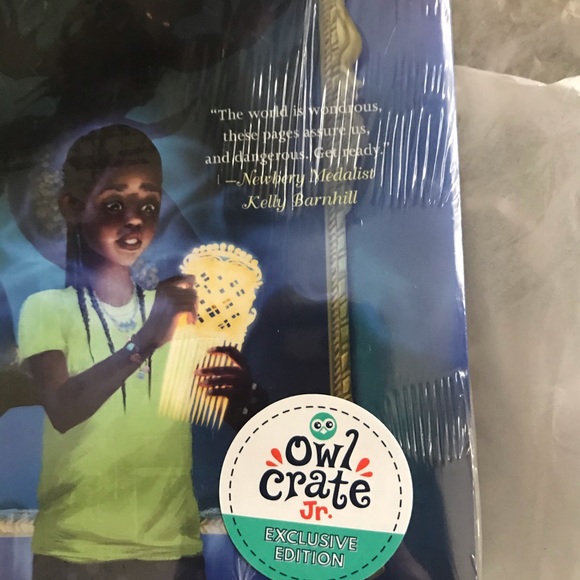 “The world is wondrous,
these pages assure us,
and dangerous. Get ready.”
—Newbery Medalist
Kelly Barnhill
Owl
Crate
Jr.
EXCLUSIVE
EDITION